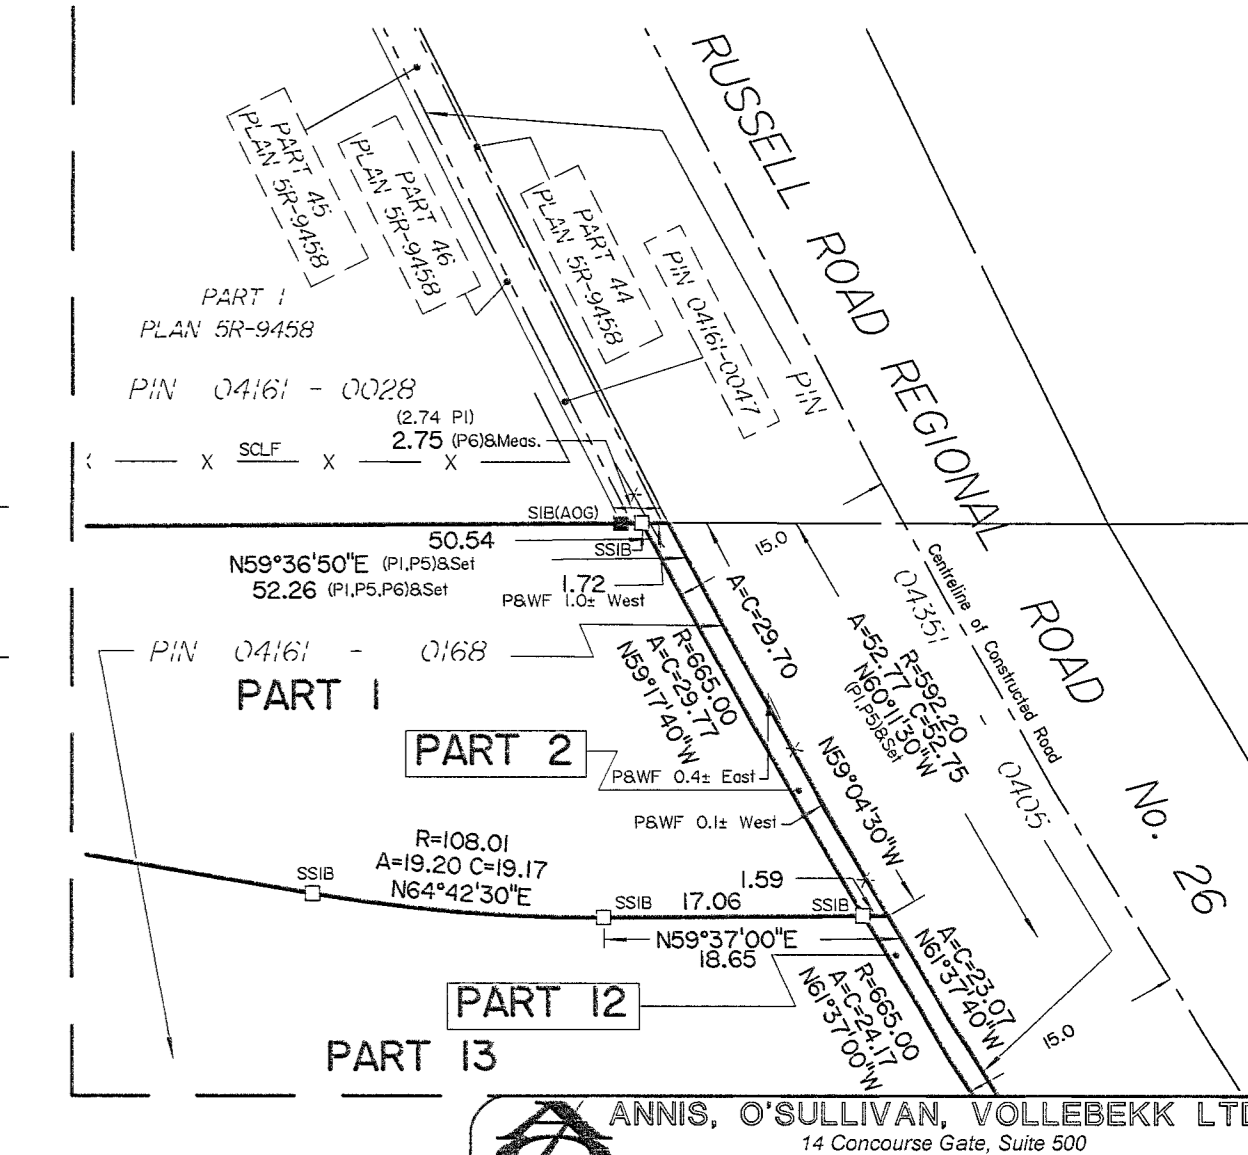 RUSSELL ROAD REGIONAL
ROAD No. 26
PART 45
PLAN 5R-9458
PART 46
PLAN 5R-9458
PART 44
PLAN 5R-9458
PIN 04161-0047
PART 1
PLAN 5R-9458
PIN 04161 - 0028
(2.74 P1)
2.75 (P6)&Meas.
X SCLF X X
PIN
04351 - 0405
SIB(AOG)
50.54
SSIB
N59°36'50"E (P1,P5)&Set
52.26 (P1,P5,P6)&Set
1.72
P&WF 1.0± West
15.0
Centreline of Constructed Road
A=C=29.70
R=665.00
A=C=29.77
N59°17'40"W
R=592.20
A=52.77 C=52.75
N60°11'30"W
(P1,P5)&Set
PIN 04161 - 0168
PART 1
PART 2
P&WF 0.4± East
P&WF 0.1± West
N59°04'30"W
R=108.01
A=19.20 C=19.17
N64°42'30"E
SSIB
SSIB 17.06
1.59
SSIB
N59°37'00"E
18.65
A=C=23.07
N61°37'40"W
R=665.00
A=C=24.17
N61°37'00"W
15.0
PART 12
PART 13
ANNIS, O'SULLIVAN, VOLLEBEKK LTD
14 Concourse Gate, Suite 500